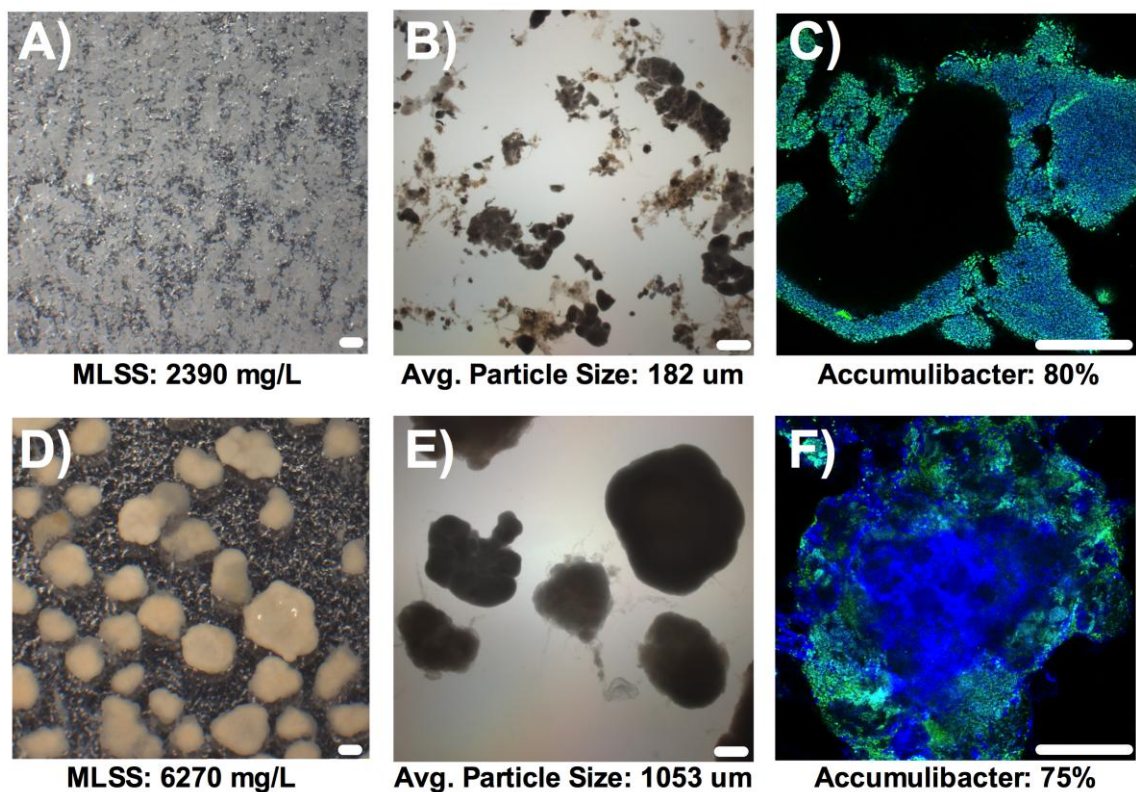 A)
B)
C)
MLSS: 2390 mg/L
Avg. Particle Size: 182 um
Accumulibacter: 80%
D)
E)
F)
MLSS: 6270 mg/L
Avg. Particle Size: 1053 um
Accumulibacter: 75%